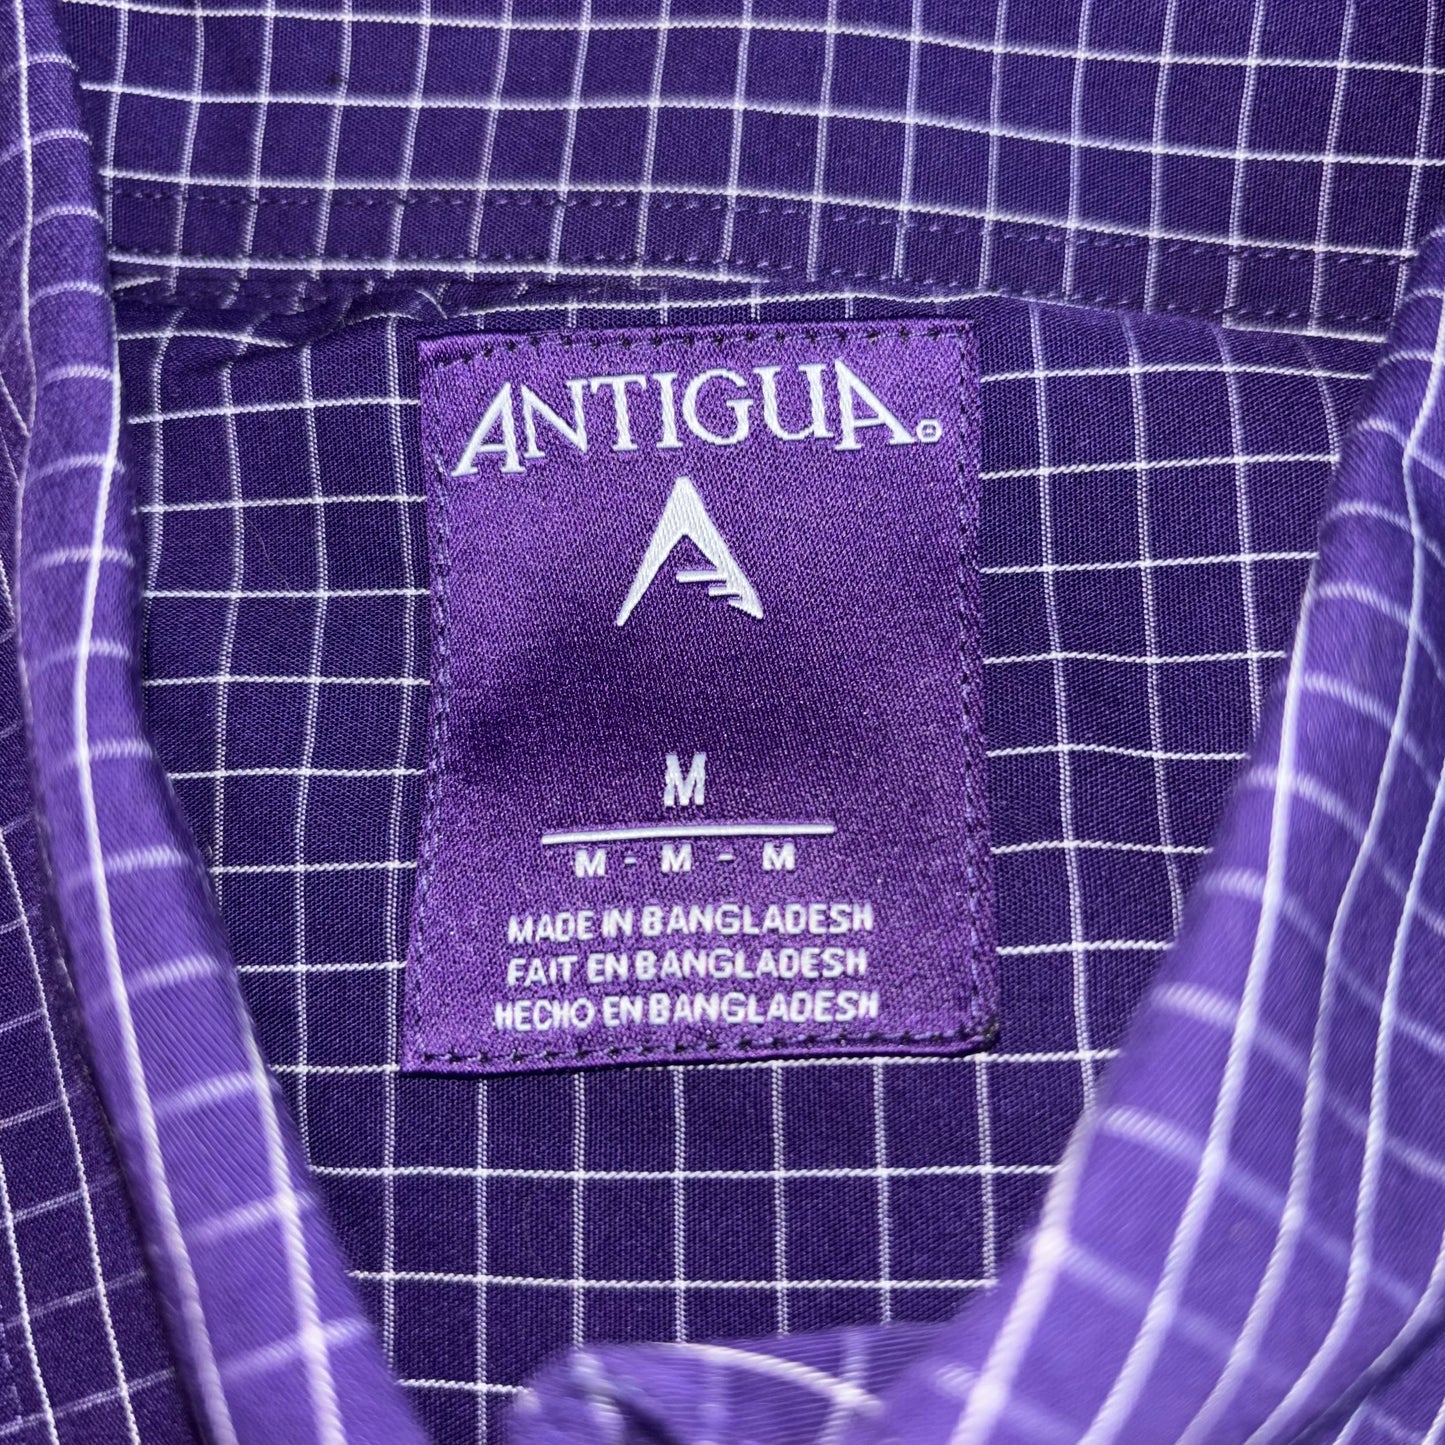 ANTIGUA®
M
M - M - M
MADE IN BANGLADESH
FAIT EN BANGLADESH
HECHO EN BANGLADESH